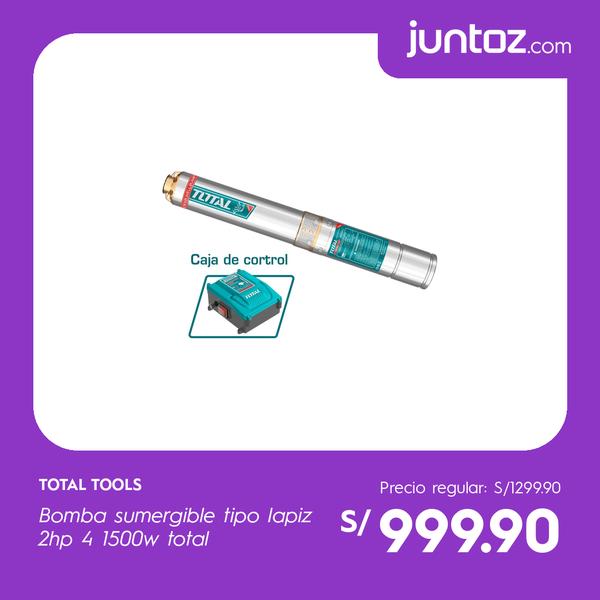 juntoz.com
TOTAL
Caja de cortrol
TOTAL
TOTAL TOOLS
Precio regular: S/1299.90
Bomba sumergible tipo lapiz
2hp 4 1500w total
S/ 999.90